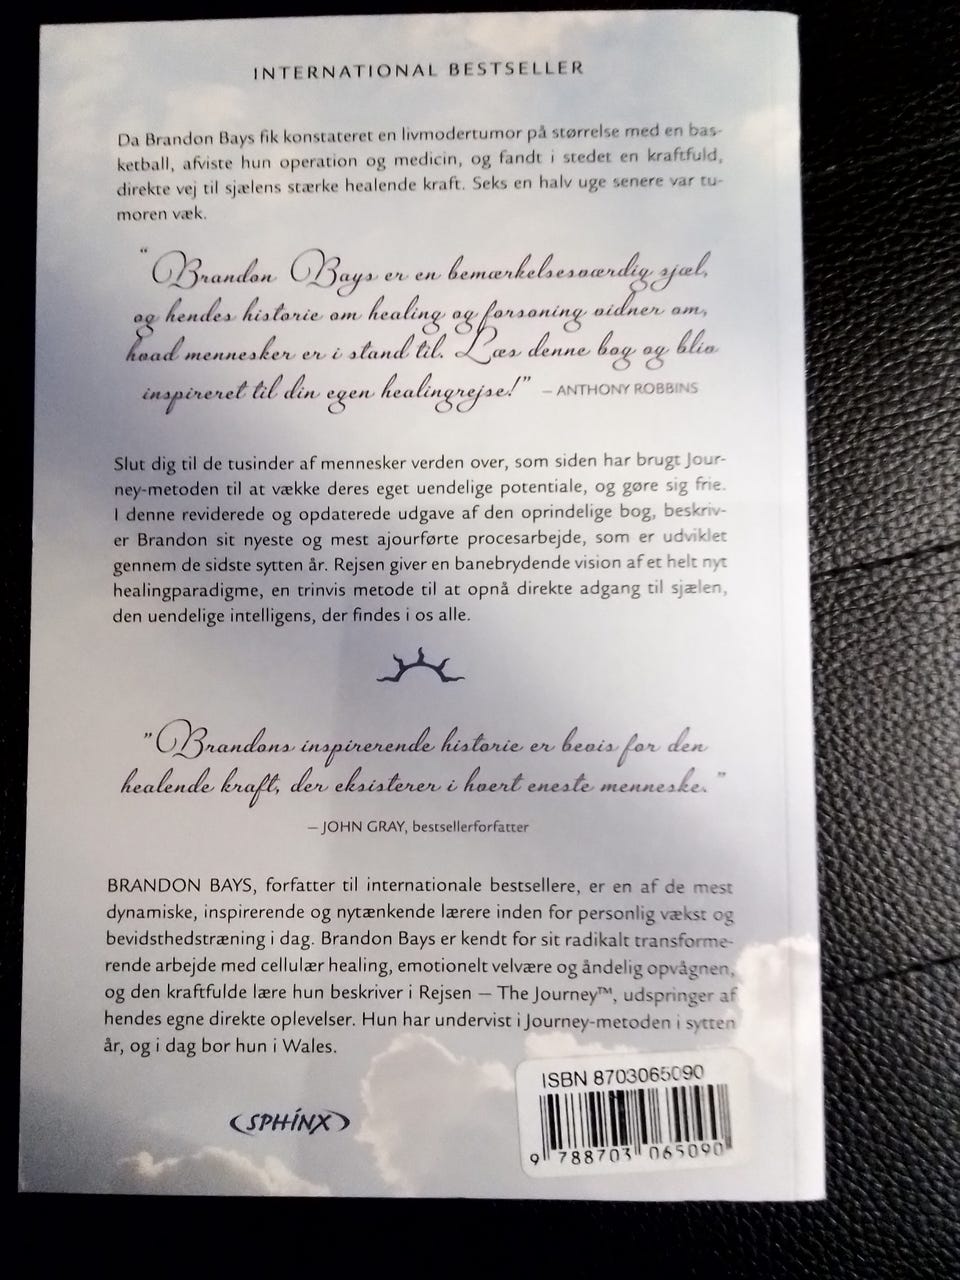 INTERNATIONAL BESTSELLER
Da Brandon Bays fik konstateret en livmodertumor på størrelse med en bas-
ketball, afviste hun operation og medicin, og fandt i stedet en kraftfuld,
direkte vej til sjælens stærke healende kraft. Seks en halv uge senere var tu-
moren væk.
“Brandon Bays er en bemærkelsesværdig sjæl,
og hendes historie om healing og forsoning vidner om,
hvad mennesker er i stand til. Læs denne bog og bliv
inspireret til din egen healingrejse!” – ANTHONY ROBBINS
Slut dig til de tusinder af mennesker verden over, som siden har brugt Jour-
ney-metoden til at vække deres eget uendelige potentiale, og gøre sig frie.
I denne reviderede og opdaterede udgave af den oprindelige bog, beskriv-
er Brandon sit nyeste og mest ajourførte procesarbejde, som er udviklet
gennem de sidste sytten år. Rejsen giver en banebrydende vision af et helt nyt
healingparadigme, en trinvis metode til at opnå direkte adgang til sjælen,
den uendelige intelligens, der findes i os alle.
”Brandons inspirerende historie er bevis for den
healende kraft, der eksisterer i hvert eneste menneske.”
– JOHN GRAY, bestsellerforfatter
BRANDON BAYS, forfatter til internationale bestsellere, er en af de mest
dynamiske, inspirerende og nytænkende lærere inden for personlig vækst og
bevidsthedstræning i dag. Brandon Bays er kendt for sit radikalt transforme-
rende arbejde med cellulær healing, emotionelt velvære og åndelig opvågnen,
og den kraftfulde lære hun beskriver i Rejsen – The Journey™, udspringer af
hendes egne direkte oplevelser. Hun har undervist i Journey-metoden i sytten
år, og i dag bor hun i Wales.
ISBN 8703065090
SPHINX
9 788703 065090